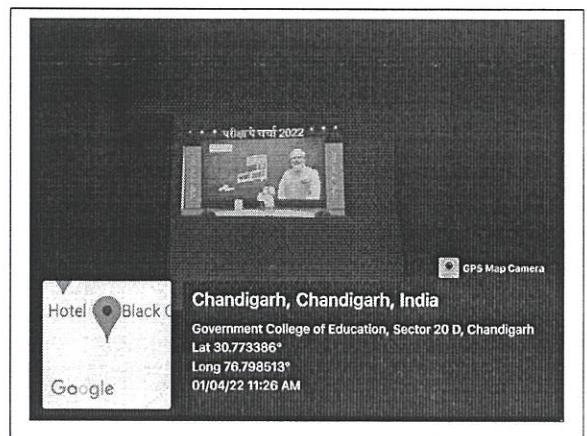 परीक्षा पे चर्चा 2022
GPS Map Camera
Hotel
Black
Google
Chandigarh, Chandigarh, India
Government College of Education, Sector 20 D, Chandigarh
Lat 30.773386°
Long 76.798513°
01/04/22 11:26 AM